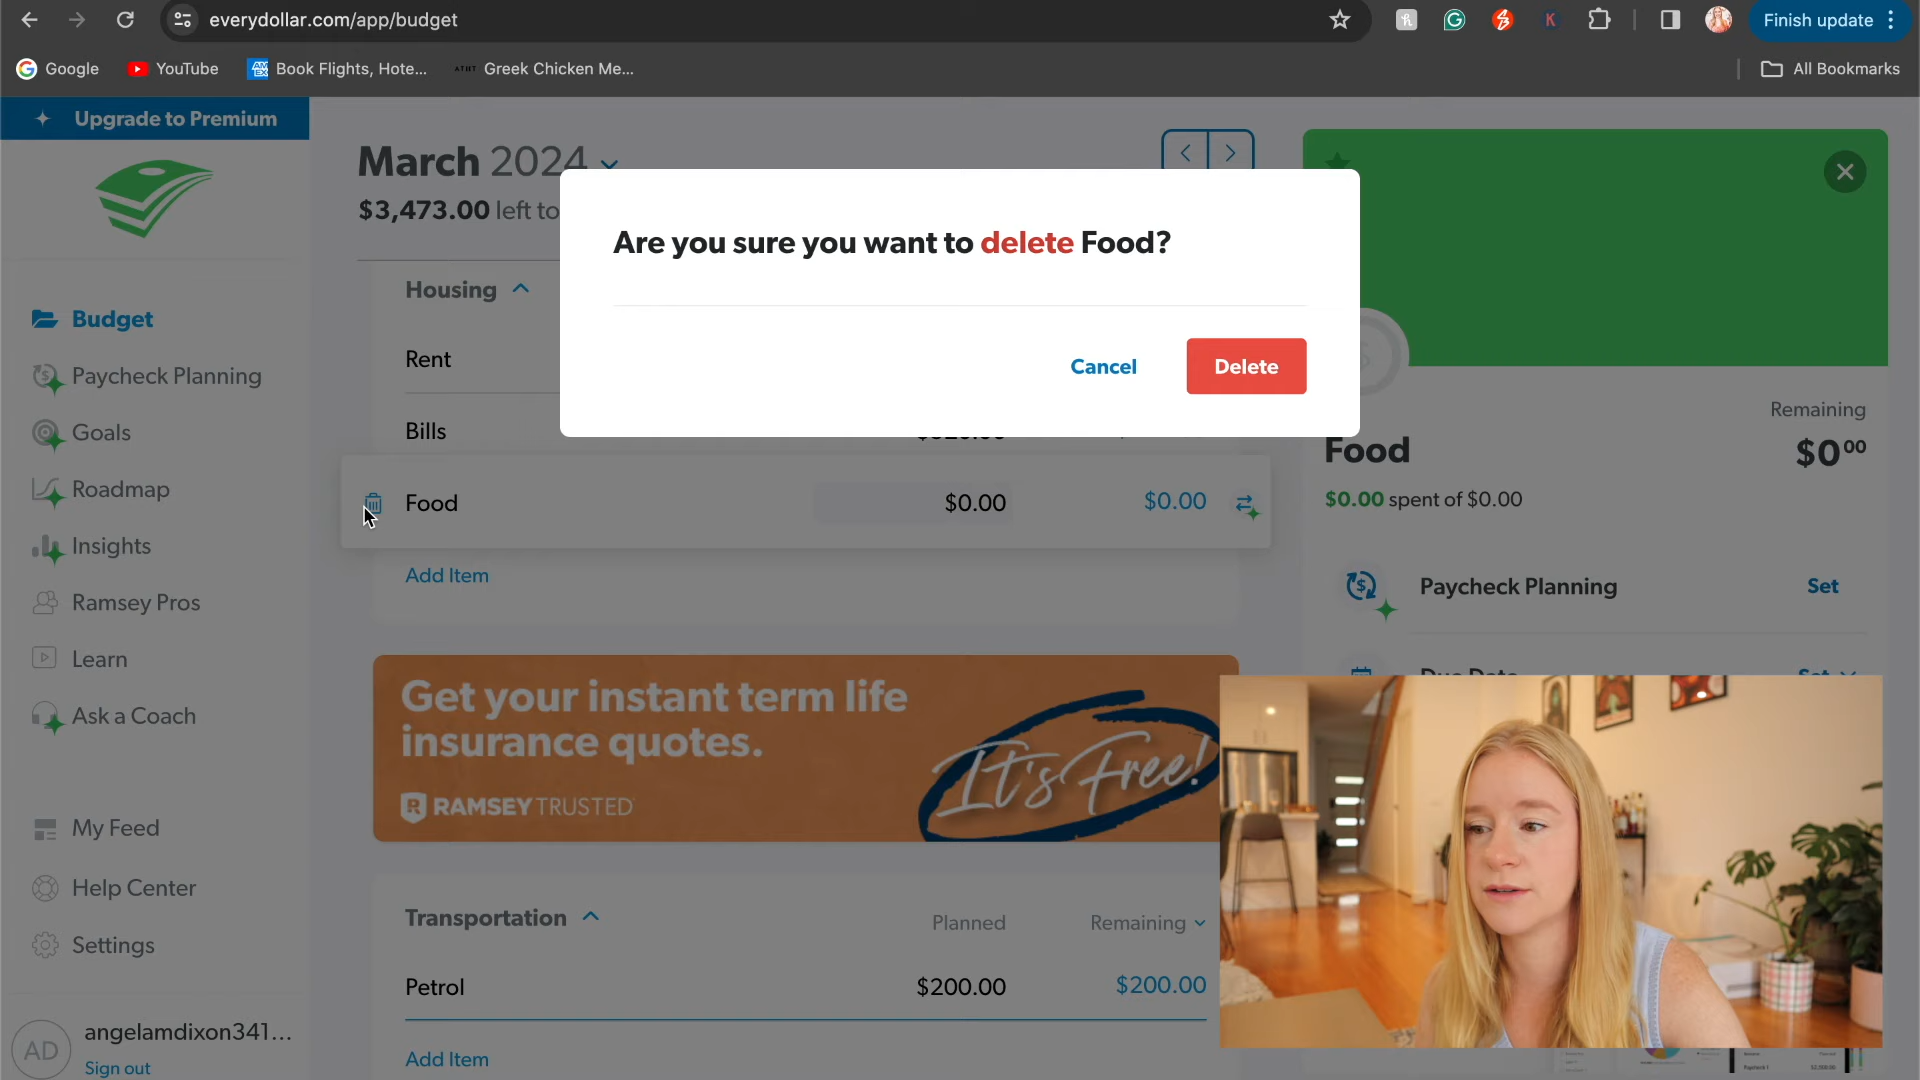 everydollar.com/app/budget
Finish update
Google
YouTube
Book Flights, Hote...
Greek Chicken Me...
All Bookmarks
Upgrade to Premium
March 2024
$3,473.00 left to
Are you sure you want to delete Food?
Cancel
Delete
Housing
Rent
Bills
Food
$0.00
$0.00
Add Item
Budget
Paycheck Planning
Goals
Roadmap
Insights
Ramsey Pros
Learn
Ask a Coach
My Feed
Help Center
Settings
AD
angelamdixon341...
Sign out
Get your instant term life
insurance quotes.
It's Free!
RAMSEY TRUSTED
Transportation
Planned
Remaining
Petrol
$200.00
$200.00
Add Item
Remaining
Food
$0 00
$0.00 spent of $0.00
Paycheck Planning
Set